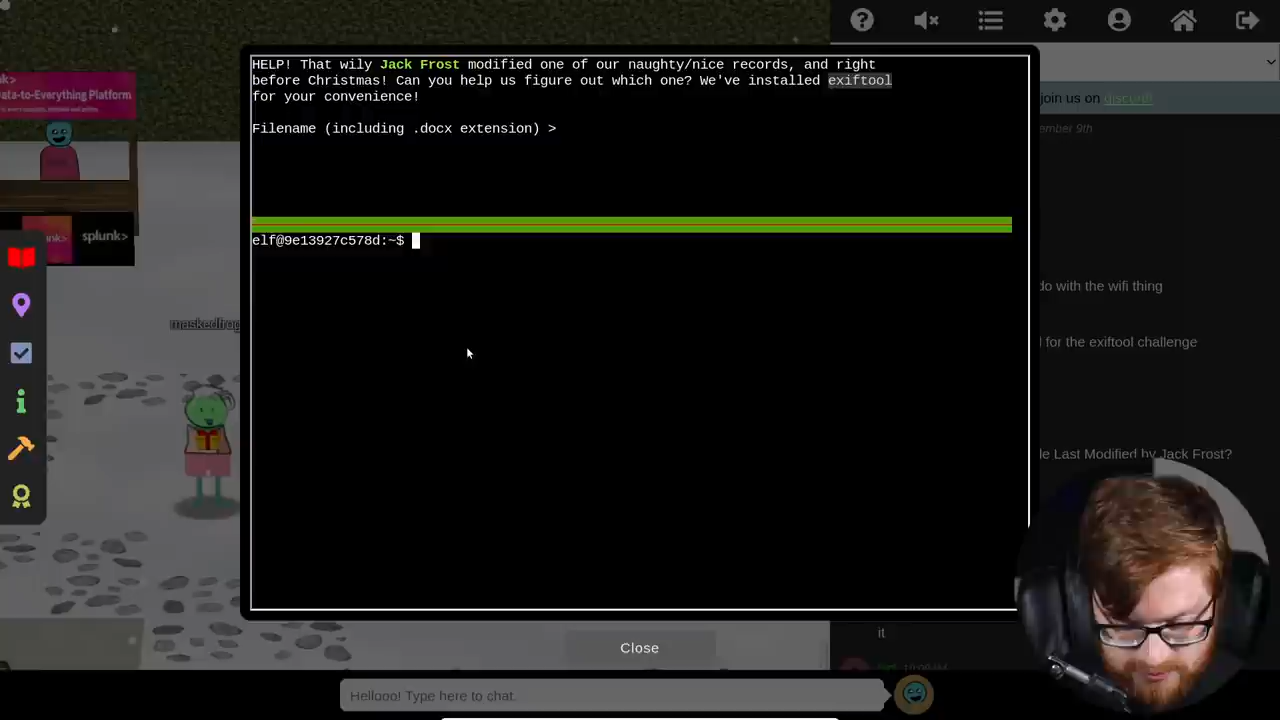 nk>
ata-to-Everything Platform
nk>
splunk>
maskedfrog
HELP! That wily Jack Frost modified one of our naughty/nice records, and right
before Christmas! Can you help us figure out which one? We've installed exiftool
for your convenience!
Filename (including .docx extension) >
elf@9e13927c578d:~$
join us on discord!
ember 9th
do with the wifi thing
for the exiftool challenge
le Last Modified by Jack Frost?
it
Close
Hellooo! Type here to chat.